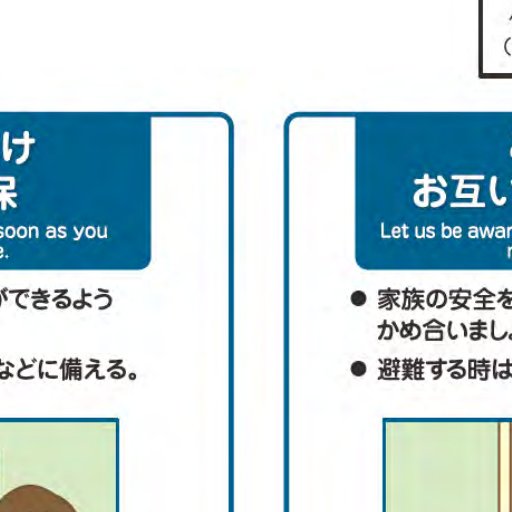 け
保
soon as you
e.
ができるよう
などに備える。
お互い
Let us be awar
家族の安全を
かめ合いまし
避難する時は